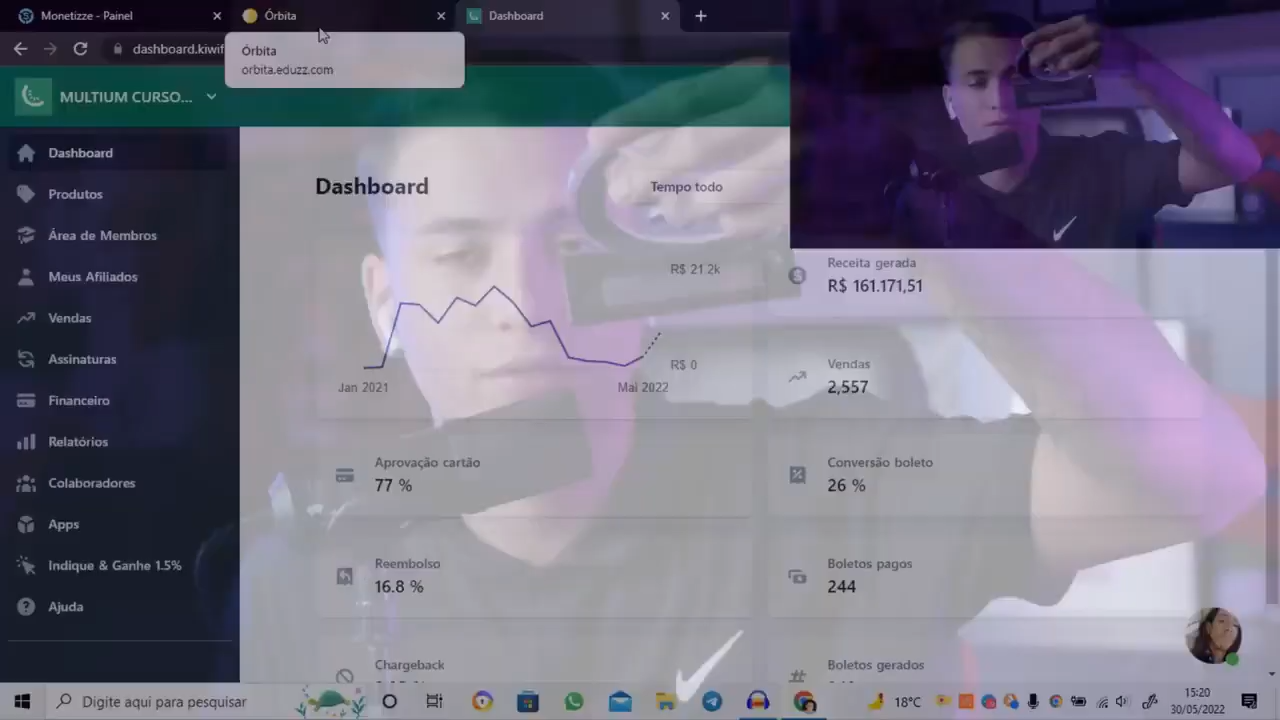 Monetizze - Painel
Órbita
Dashboard
dashboard.kiwif
Órbita
orbita.eduzz.com
MULTIUM CURSO...
Dashboard
Produtos
Área de Membros
Meus Afiliados
Vendas
Assinaturas
Financeiro
Relatórios
Colaboradores
Apps
Indique & Ganhe 1.5%
Ajuda
Dashboard
Tempo todo
R$ 21.2k
R$ 0
Jan 2021
Mai 2022
Receita gerada
R$ 161.171,51
Vendas
2,557
Aprovação cartão
77 %
Conversão boleto
26 %
Reembolso
16.8 %
Boletos pagos
244
Chargeback
Boletos gerados
Digite aqui para pesquisar
18°C
15:20
30/05/2022